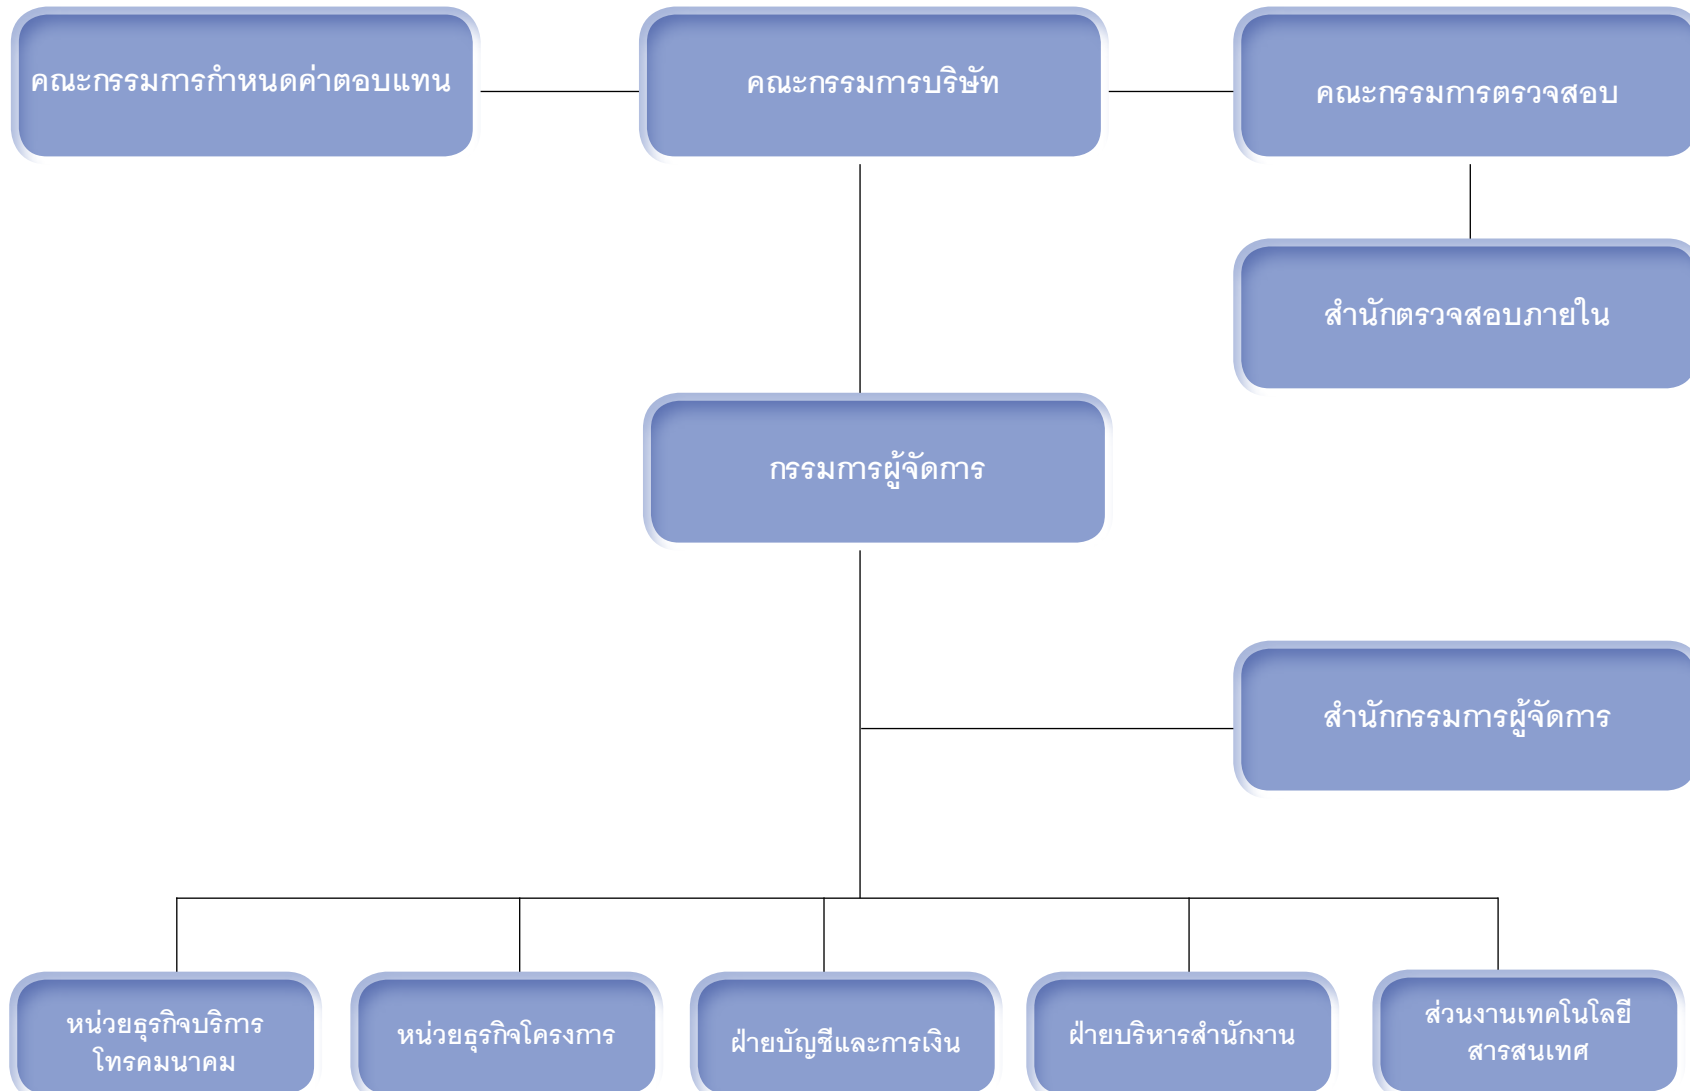 คณะกรรมการกำหนดค่าตอบแทน
คณะกรรมการบริษัท
คณะกรรมการตรวจสอบ
สำนักตรวจสอบภายใน
กรรมการผู้จัดการ
สำนักกรรมการผู้จัดการ
หน่วยธุรกิจบริการ
โทรคมนาคม
หน่วยธุรกิจโครงการ
ฝ่ายบัญชีและการเงิน
ฝ่ายบริหารสำนักงาน
ส่วนงานเทคโนโลยี
สารสนเทศ